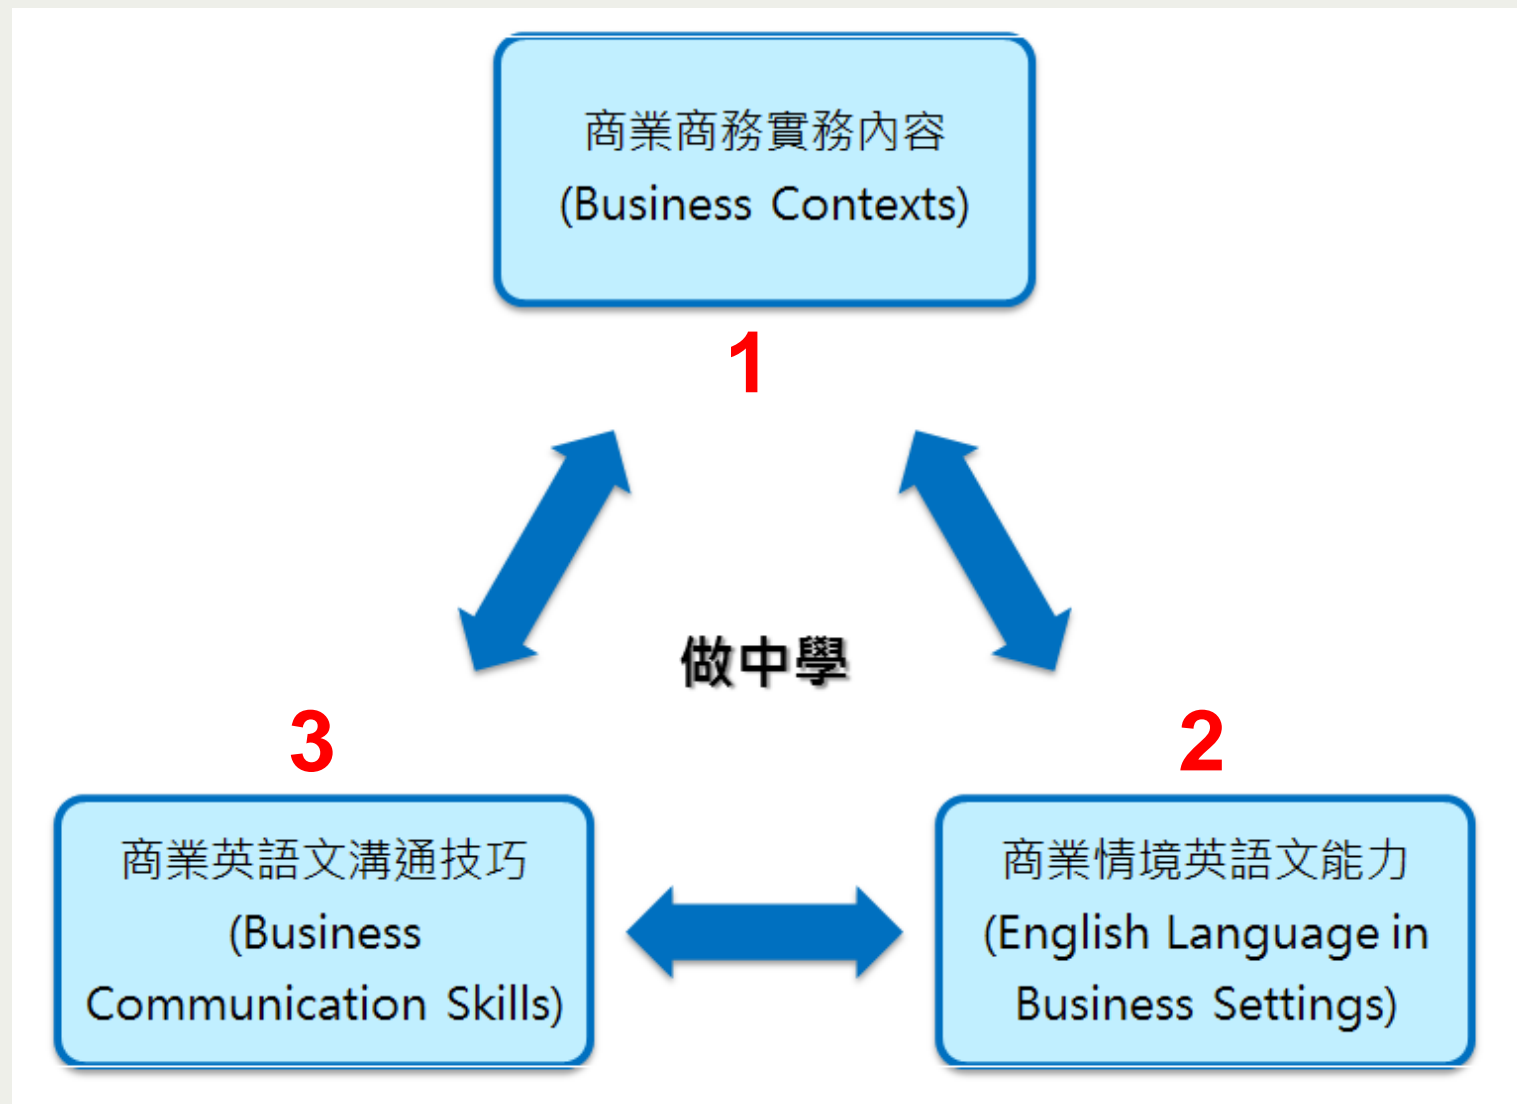 商業商務實務內容
(Business Contexts)
1
做中學
3
2
商業英語文溝通技巧
(Business
Communication Skills)
商業情境英語文能力
(English Language in
Business Settings)